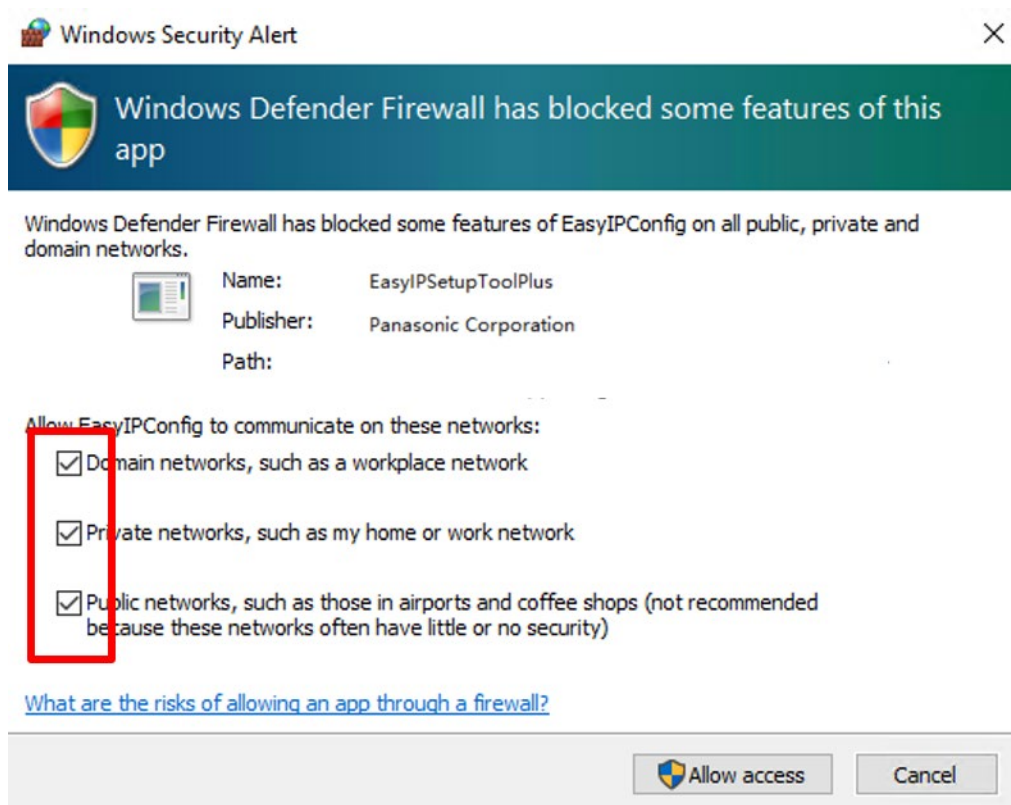 Windows Security Alert
Windows Defender Firewall has blocked some features of this
app
Windows Defender Firewall has blocked some features of EasyIPConfig on all public, private and
domain networks.
Name: EasyIPSetupToolPlus
Publisher: Panasonic Corporation
Path:
Allow EasyIPConfig to communicate on these networks:
Domain networks, such as a workplace network
Private networks, such as my home or work network
Public networks, such as those in airports and coffee shops (not recommended
because these networks often have little or no security)
What are the risks of allowing an app through a firewall?
Allow access Cancel